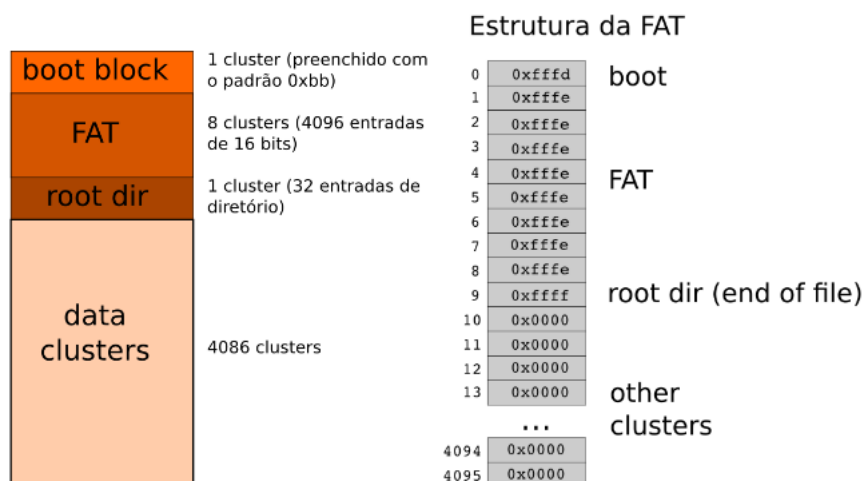 Estrutura da FAT
boot block
1 cluster (preenchido com
o padrão 0xbb)
FAT
8 clusters (4096 entradas
de 16 bits)
root dir
1 cluster (32 entradas de
diretório)
data
clusters
4086 clusters
0 0xfffd boot
1 0xfffe
2 0xfffe
3 0xfffe
4 0xfffe FAT
5 0xfffe
6 0xfffe
7 0xfffe
8 0xfffe
9 0xffff root dir (end of file)
10 0x0000
11 0x0000
12 0x0000
13 0x0000 other
clusters
...
4094 0x0000
4095 0x0000